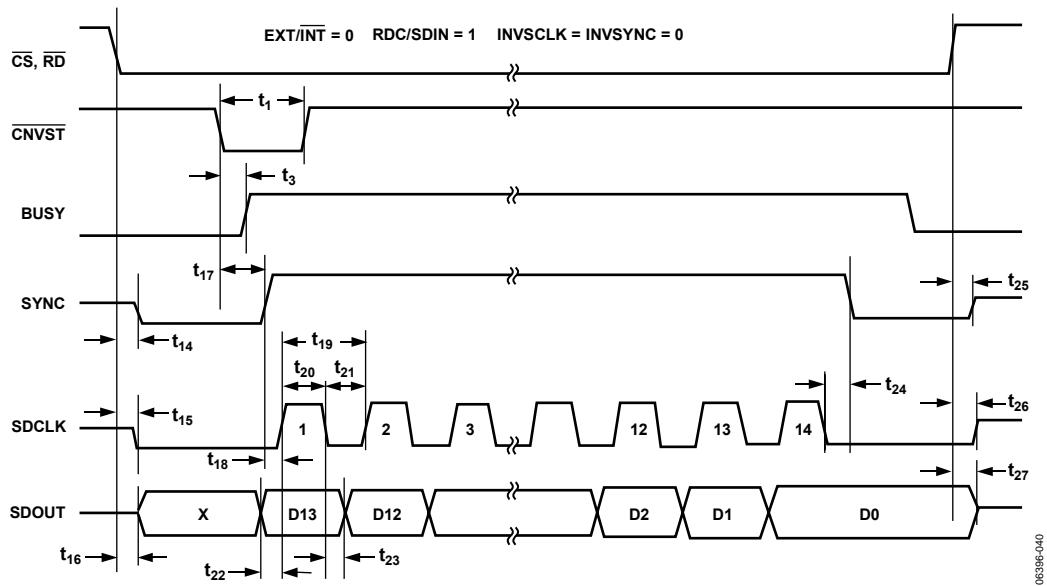 EXT/INT = 0 RDC/SDIN = 1 INVSCLK = INVSYNC = 0
CS, RD
t1
CNVST
t3
BUSY
t17
SYNC
t25
t14
t19
t20 t21
t24
t15
t26
SDCLK
1 2 3 12 13 14
t18
t27
SDOUT
X D13 D12 D2 D1 D0
t16
t22
t23
06396-040